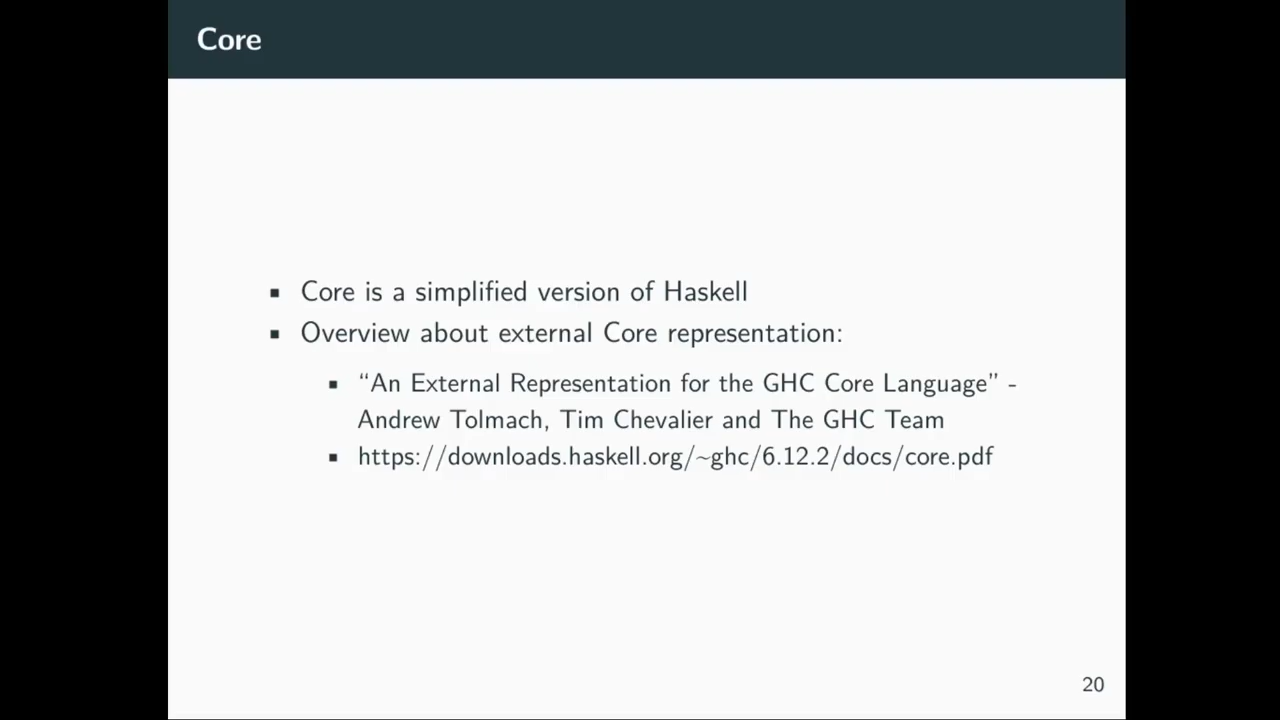 Core
▪ Core is a simplified version of Haskell
▪ Overview about external Core representation:
▪ “An External Representation for the GHC Core Language” -
Andrew Tolmach, Tim Chevalier and The GHC Team
▪ https://downloads.haskell.org/~ghc/6.12.2/docs/core.pdf
20